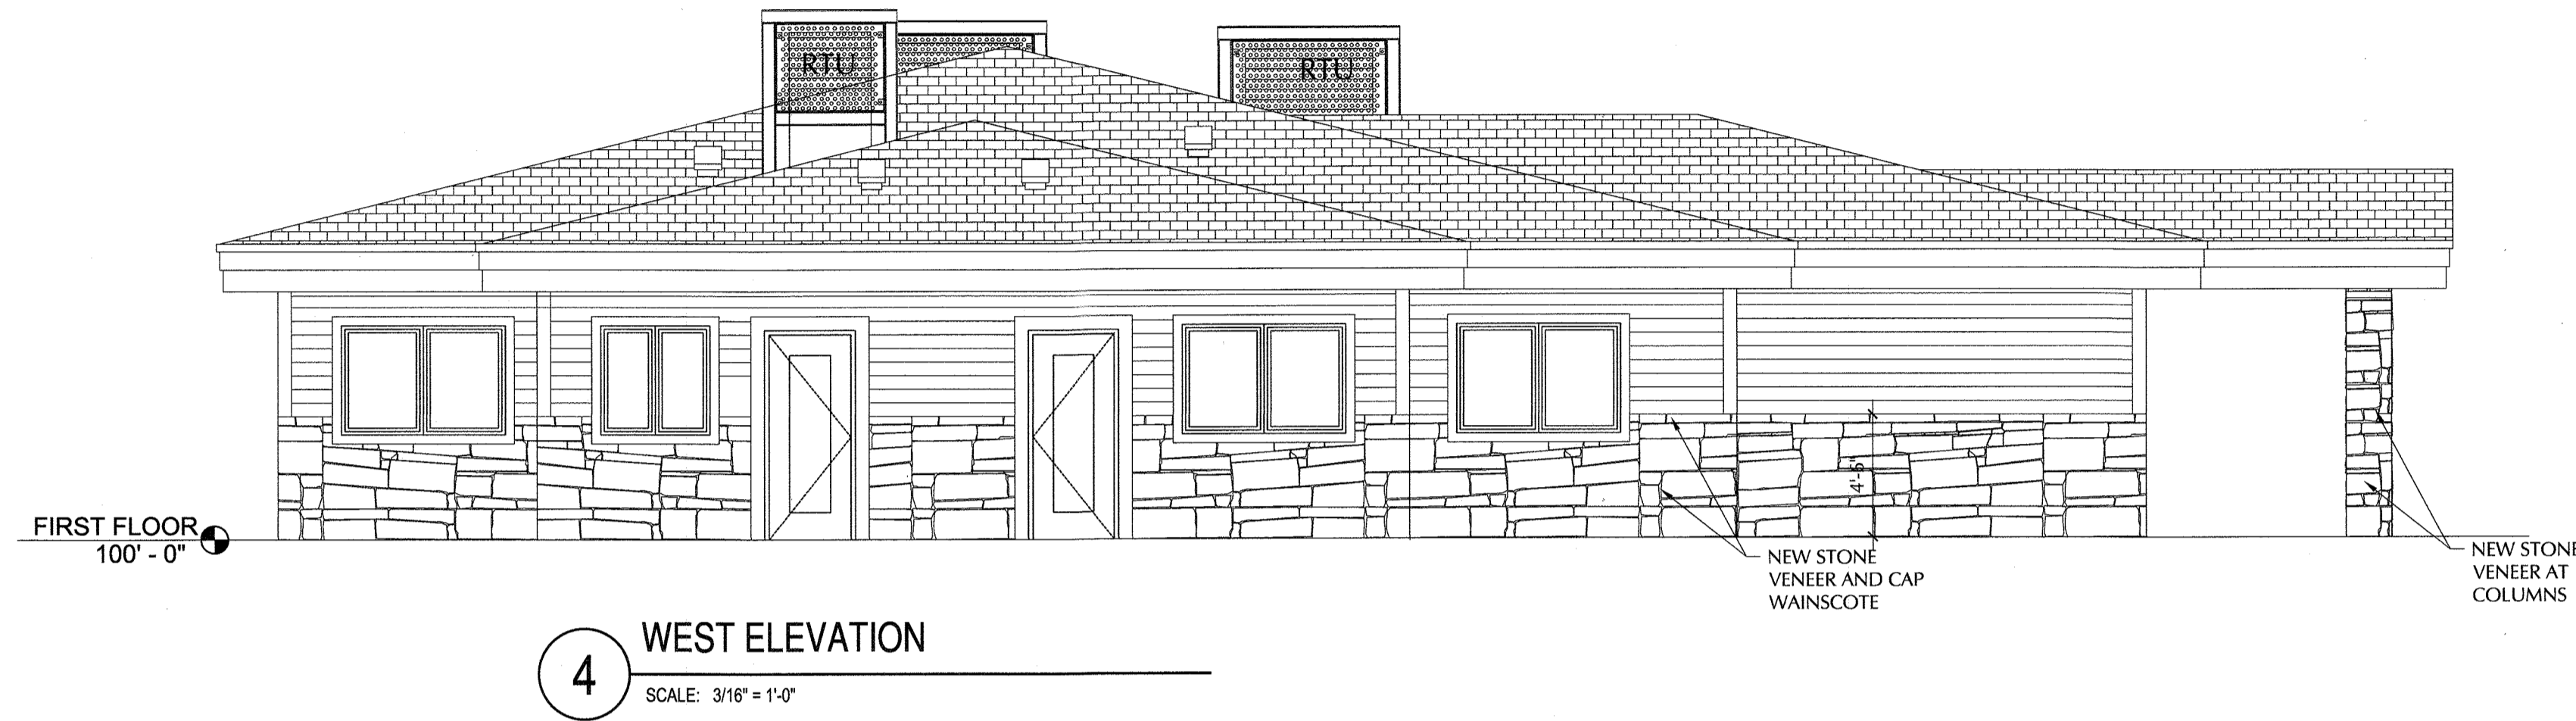 RTU
RTU
4'-6"
FIRST FLOOR
100' - 0"
NEW STONE
VENEER AND CAP
WAINSCOTE
NEW STONE
VENEER AT
COLUMNS
4
WEST ELEVATION
SCALE: 3/16" = 1'-0"